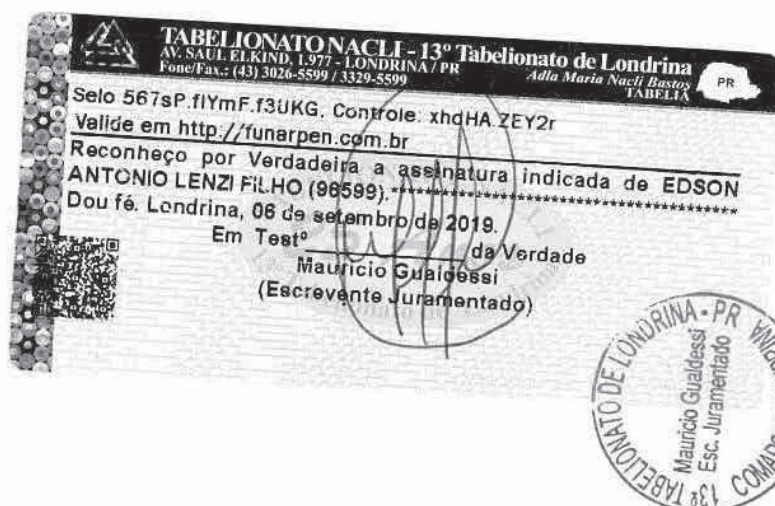 TABELIONATO NACLI - 13º Tabelionato de Londrina
AV. SAUL ELKIND, 1.977 - LONDRINA / PR
Adla Maria Nacli Bastos
Fone/Fax.: (43) 3026-5599 / 3329-5599
TABELIÃ
PR
Selo 567sP.fIYmF.f3UKG, Controle: xhdHA.ZEY2r
Valide em http://funarpen.com.br
Reconheço por Verdadeira a assinatura indicada de EDSON
ANTONIO LENZI FILHO (96599).****************************************
Dou fé. Londrina, 06 de setembro de 2019.
Em Testº____________da Verdade
Mauricio Gualdessi
(Escrevente Juramentado)
13º TABELIONATO DE LONDRINA - PR
Mauricio Gualdessi
Esc. Juramentado